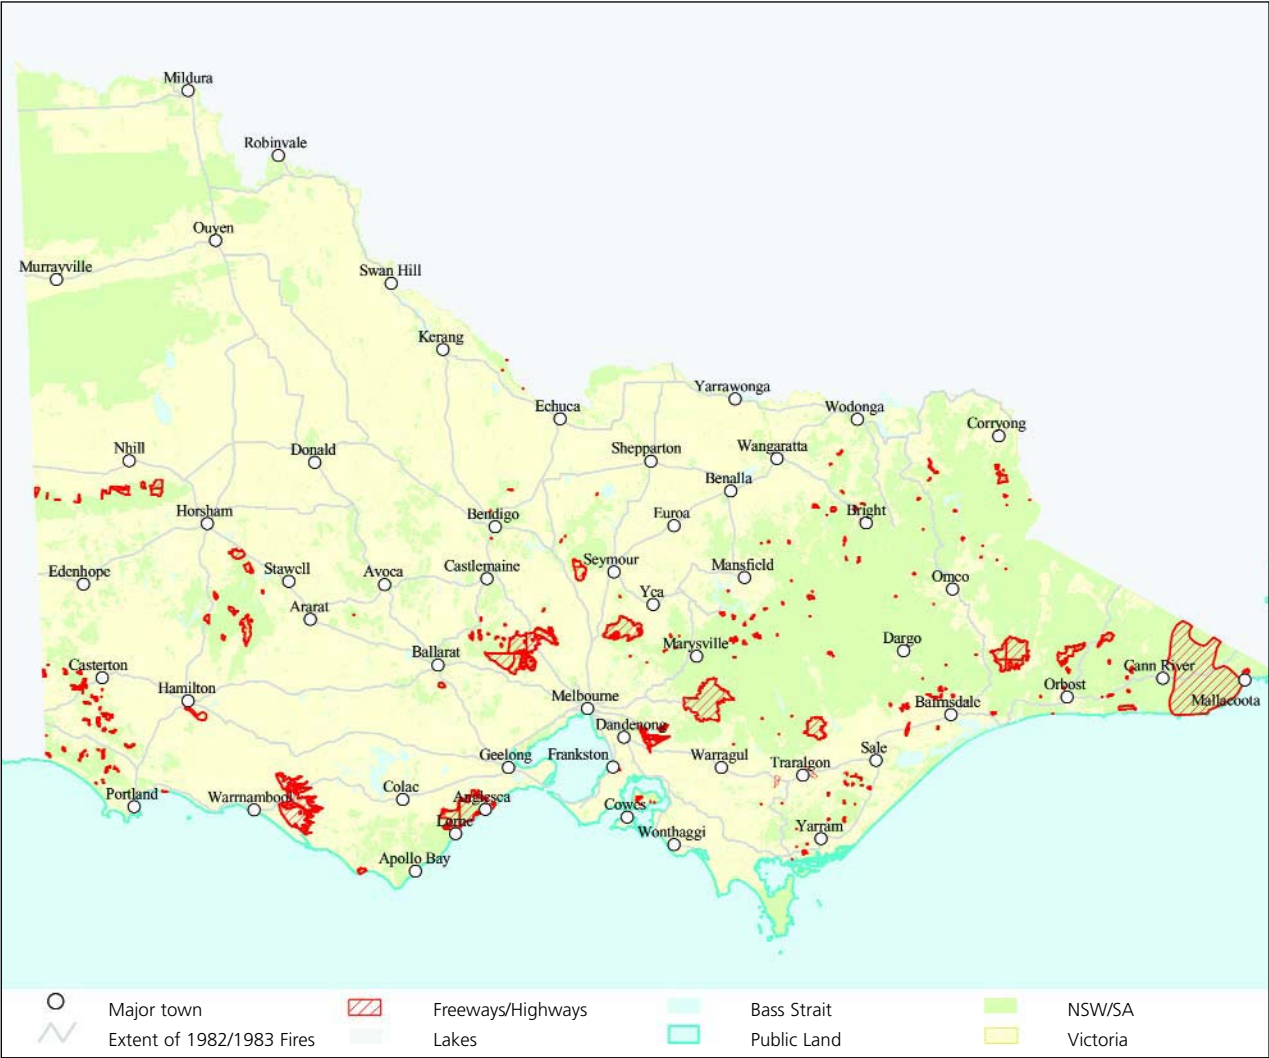 Mildura
Robinvale
Ouyen
Murrayville
Swan Hill
Kerang
Yarrawonga
Echuca
Wodonga
Corryong
Nhill
Donald
Shepparton
Wangaratta
Benalla
Horsham
Bendigo
Euroa
Bright
Edenhope
Stawell
Avoca
Castlemaine
Seymour
Mansfield
Omeo
Yea
Ararat
Ballarat
Marysville
Dargo
Casterton
Cann River
Hamilton
Melbourne
Orbost
Mallacoota
Bairnsdale
Dandenong
Geelong
Frankston
Warragul
Traralgon
Sale
Portland
Warrnambool
Colac
Anglesea
Cowes
Lorne
Wonthaggi
Yarram
Apollo Bay
Major town Freeways/Highways Bass Strait NSW/SA
Extent of 1982/1983 Fires Lakes Public Land Victoria